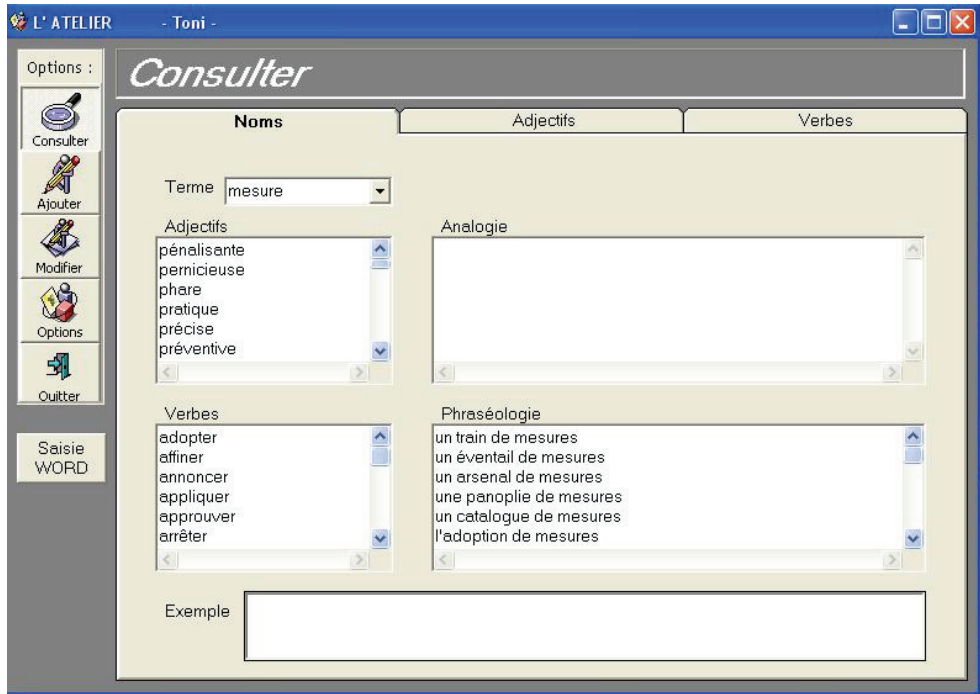 L' ATELIER - Toni -
Options :
Consulter
Ajouter
Modifier
Options
Quitter
Saisie
WORD
Consulter
Noms Adjectifs Verbes
Terme mesure
Adjectifs
pénalisante
pernicieuse
phare
pratique
précise
préventive
Analogie
Verbes
adopter
affiner
annoncer
appliquer
approuver
arrêter
Phraséologie
un train de mesures
un éventail de mesures
un arsenal de mesures
une panoplie de mesures
un catalogue de mesures
l'adoption de mesures
Exemple